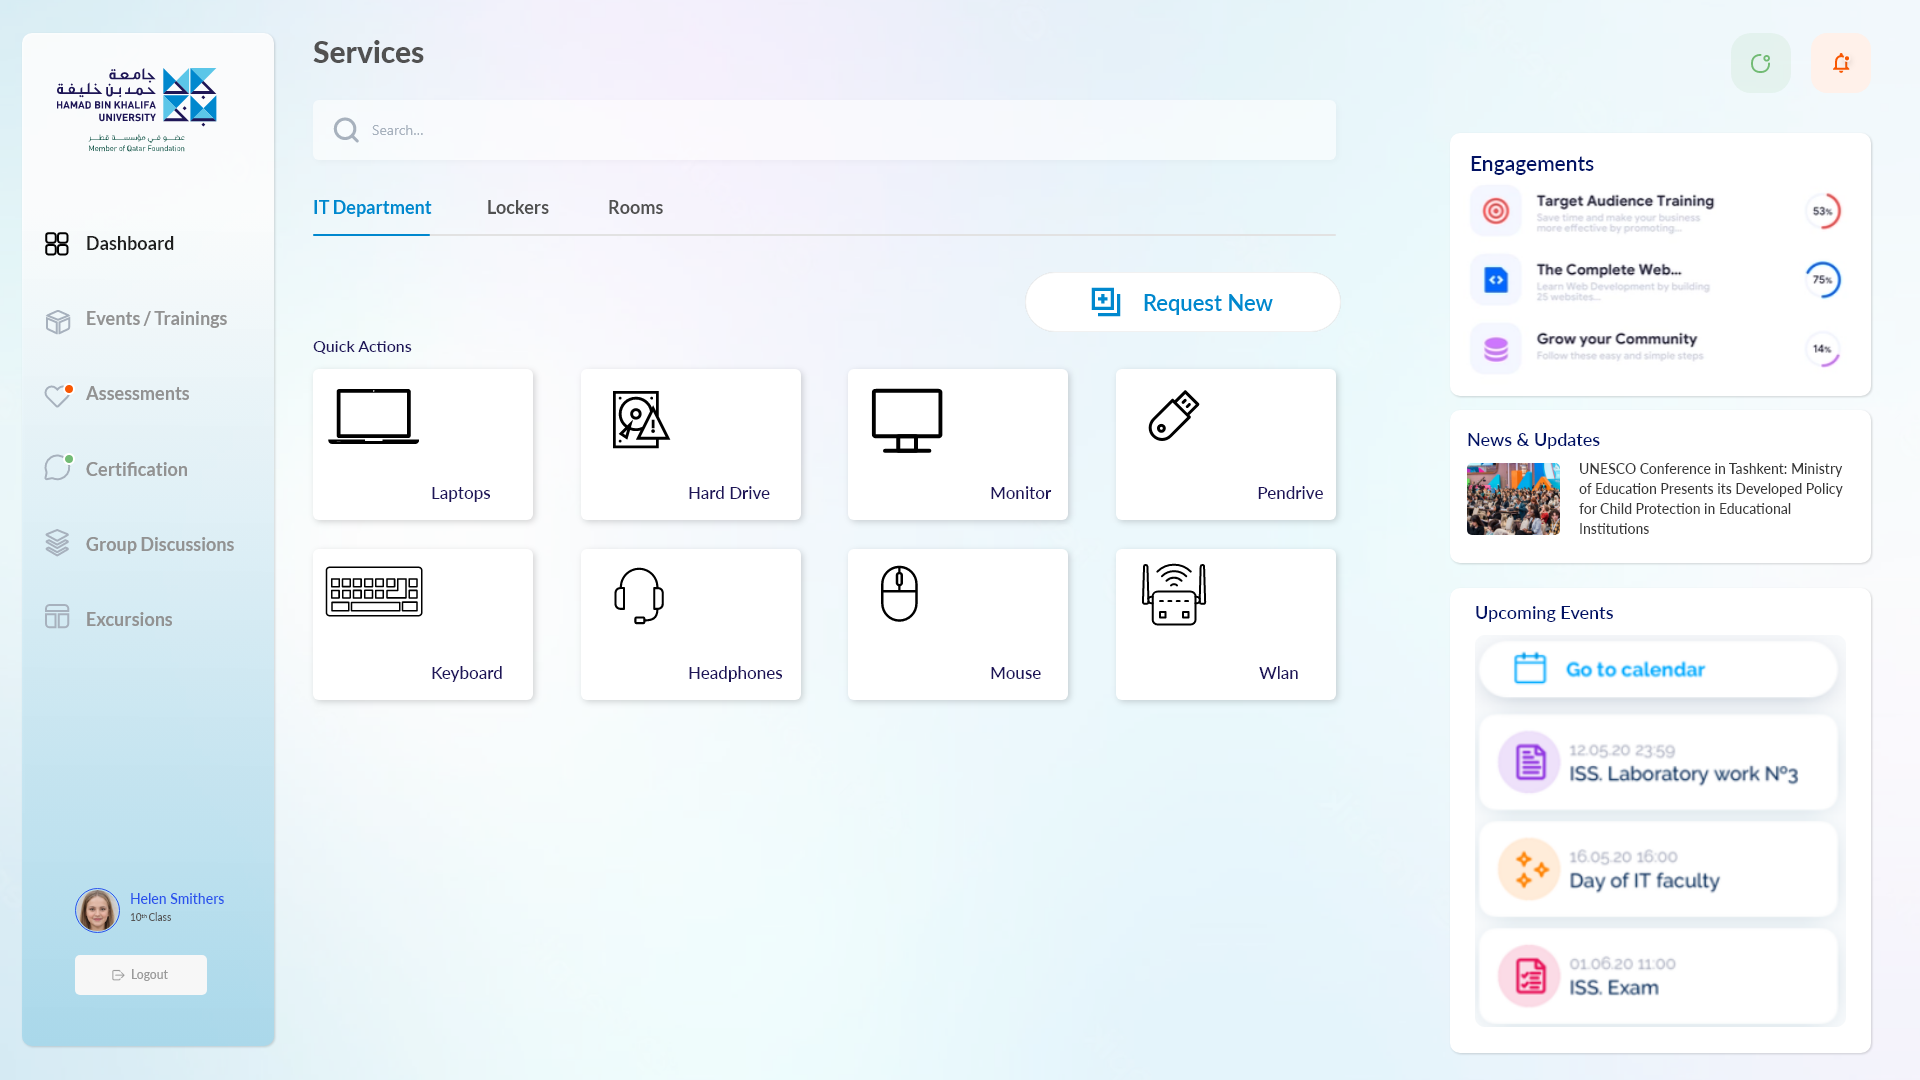 جامعة
حمد بن خليفة
HAMAD BIN KHALIFA
UNIVERSITY
عضو في مؤسسة قطر
Member of Qatar Foundation
Dashboard
Events / Trainings
Assessments
Certification
Group Discussions
Excursions
Helen Smithers
10th Class
Logout
Services
Search...
IT Department
Lockers
Rooms
Request New
Quick Actions
Laptops
Hard Drive
Monitor
Pendrive
Keyboard
Headphones
Mouse
Wlan
Engagements
Target Audience Training
Save time and make your business
more effective by promoting...
53%
The Complete Web...
Learn Web Development by building
25 websites...
75%
Grow your Community
Follow these easy and simple steps
14%
News & Updates
UNESCO Conference in Tashkent: Ministry
of Education Presents its Developed Policy
for Child Protection in Educational
Institutions
Upcoming Events
Go to calendar
12.05.20 23:59
ISS. Laboratory work Nº3
16.05.20 16:00
Day of IT faculty
01.06.20 11:00
ISS. Exam